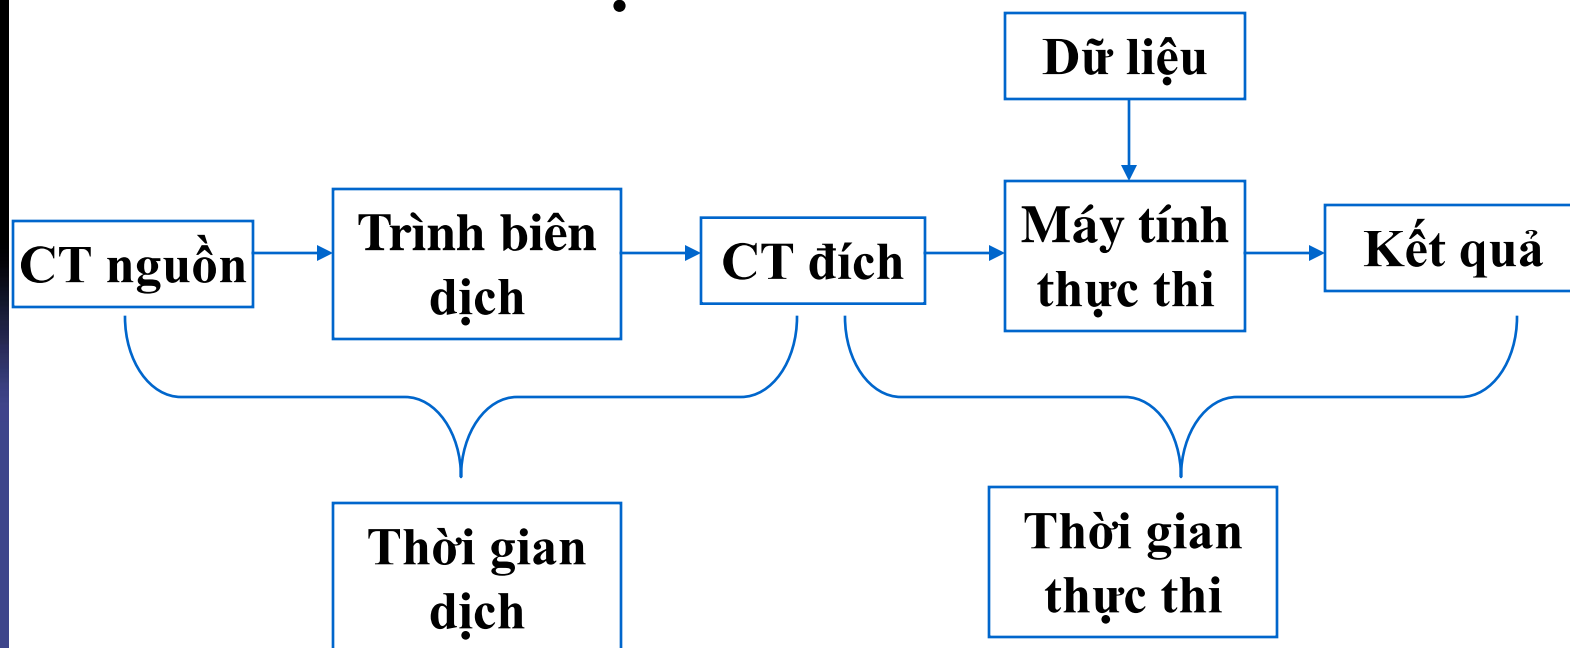 Dữ liệu
CT nguồn
Trình biên
dịch
CT đích
Máy tính
thực thi
Kết quả
Thời gian
dịch
Thời gian
thực thi